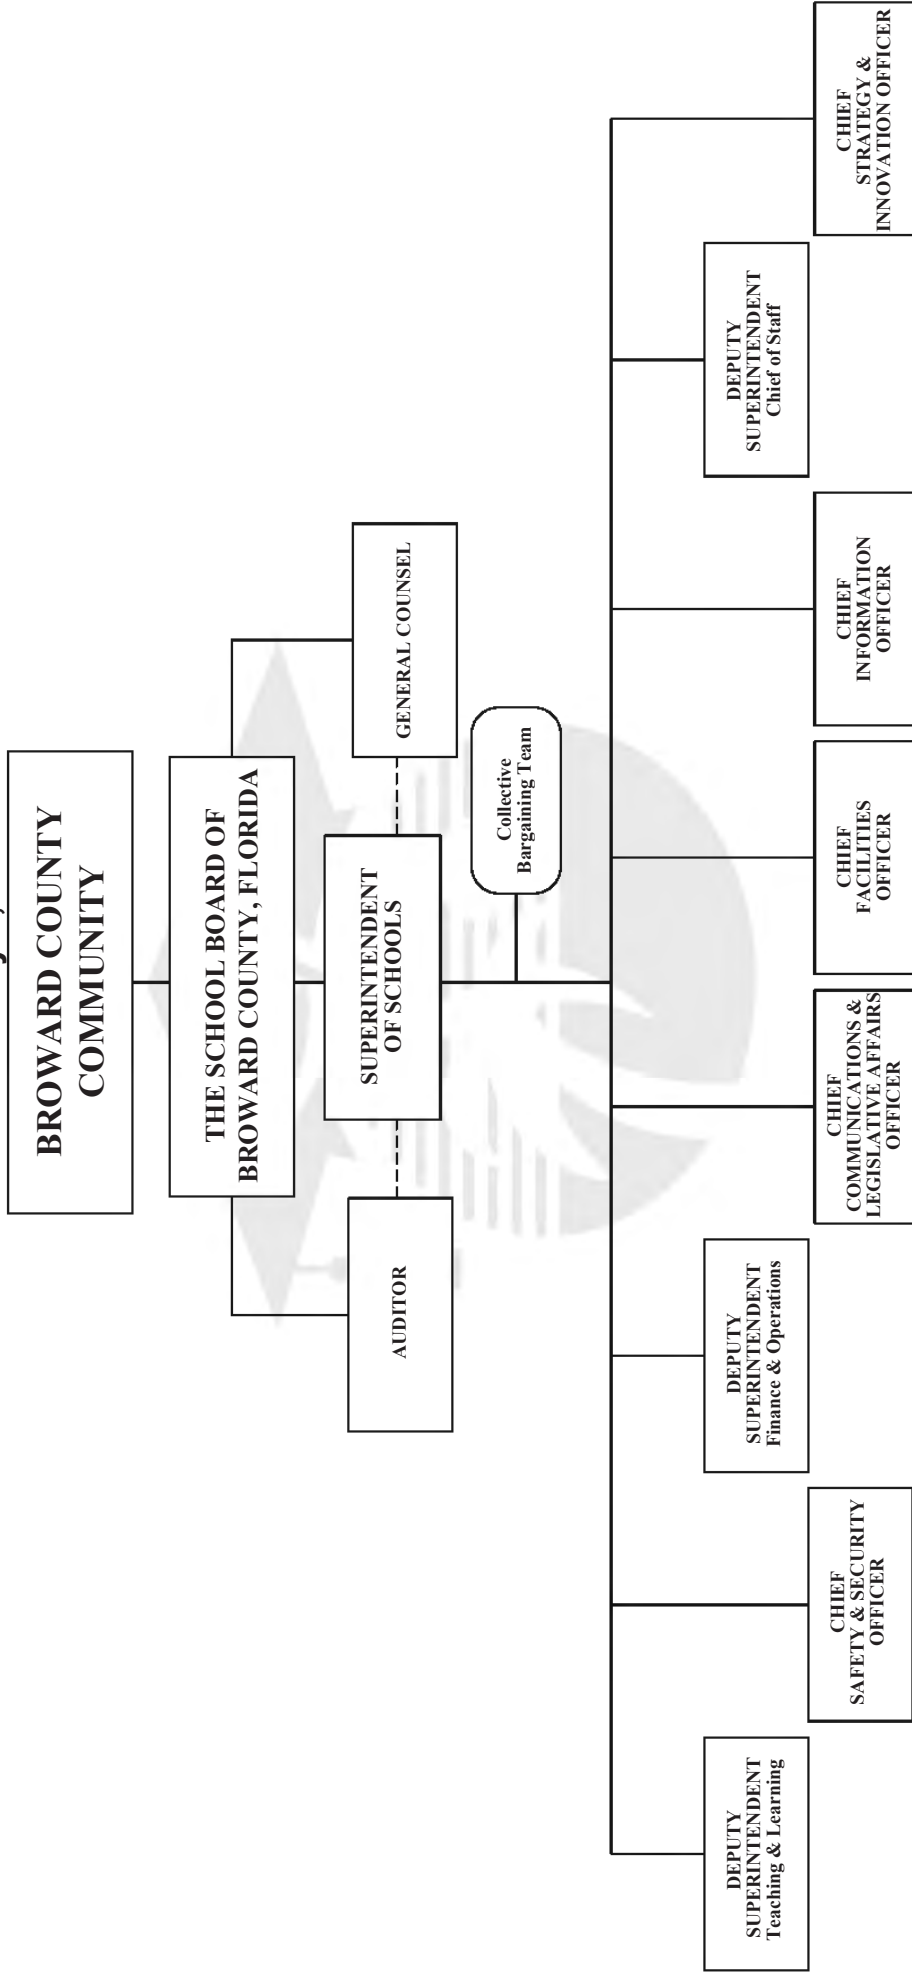 BROWARD COUNTY
COMMUNITY
THE SCHOOL BOARD OF
BROWARD COUNTY, FLORIDA
AUDITOR
SUPERINTENDENT
OF SCHOOLS
GENERAL COUNSEL
Collective
Bargaining Team
DEPUTY
SUPERINTENDENT
Teaching & Learning
CHIEF
SAFETY & SECURITY
OFFICER
DEPUTY
SUPERINTENDENT
Finance & Operations
CHIEF
COMMUNICATIONS &
LEGISLATIVE AFFAIRS
OFFICER
CHIEF
FACILITIES
OFFICER
CHIEF
INFORMATION
OFFICER
DEPUTY
SUPERINTENDENT
Chief of Staff
CHIEF
STRATEGY &
INNOVATION OFFICER